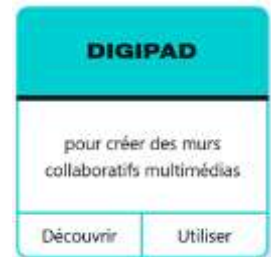 DIGIPAD
pour créer des murs
collaboratifs multimédias
Découvrir
Utiliser